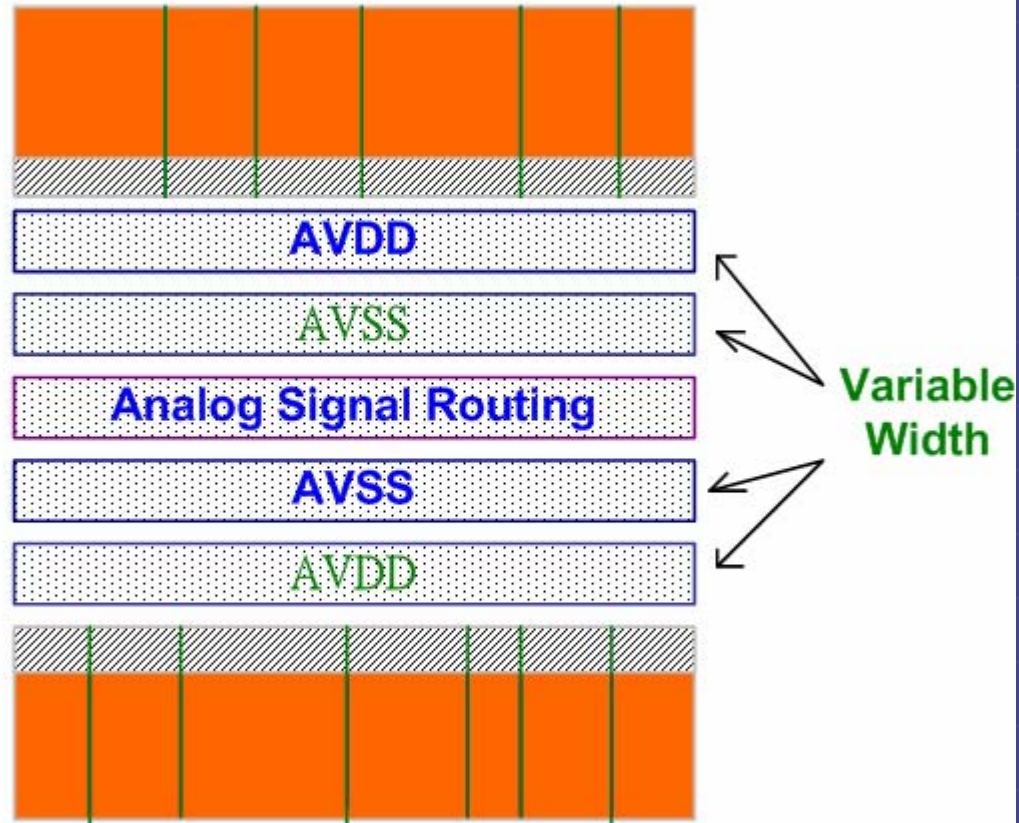 AVDD
AVSS
Analog Signal Routing
AVSS
AVDD
Variable
Width